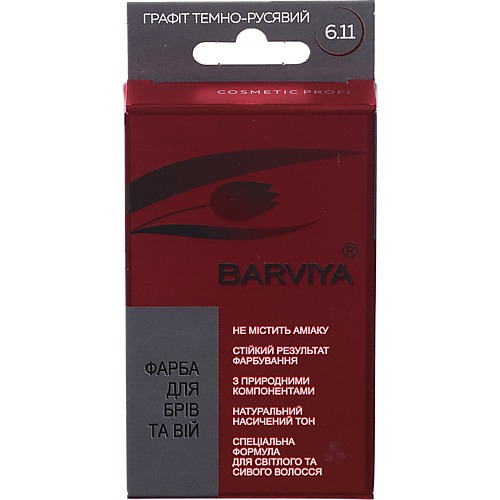 ГРАФІТ ТЕМНО-РУСЯВИЙ
6.11
COSMETIC PROFI
BARVIYA ®
НЕ МІСТИТЬ АМІАКУ
СТІЙКИЙ РЕЗУЛЬТАТ
ФАРБУВАННЯ
З ПРИРОДНИМИ
КОМПОНЕНТАМИ
НАТУРАЛЬНИЙ
НАСИЧЕНИЙ ТОН
СПЕЦІАЛЬНА
ФОРМУЛА
ДЛЯ СВІТЛОГО ТА
СИВОГО ВОЛОССЯ
ФАРБА
ДЛЯ
БРІВ
ТА ВІЙ